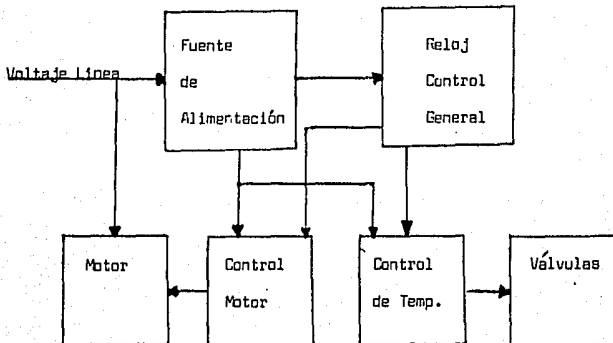 Voltaje Linea
Fuente
de
Alimentación
Reloj
Control
General
Motor
Control
Motor
Control
de Temp.
Válvulas